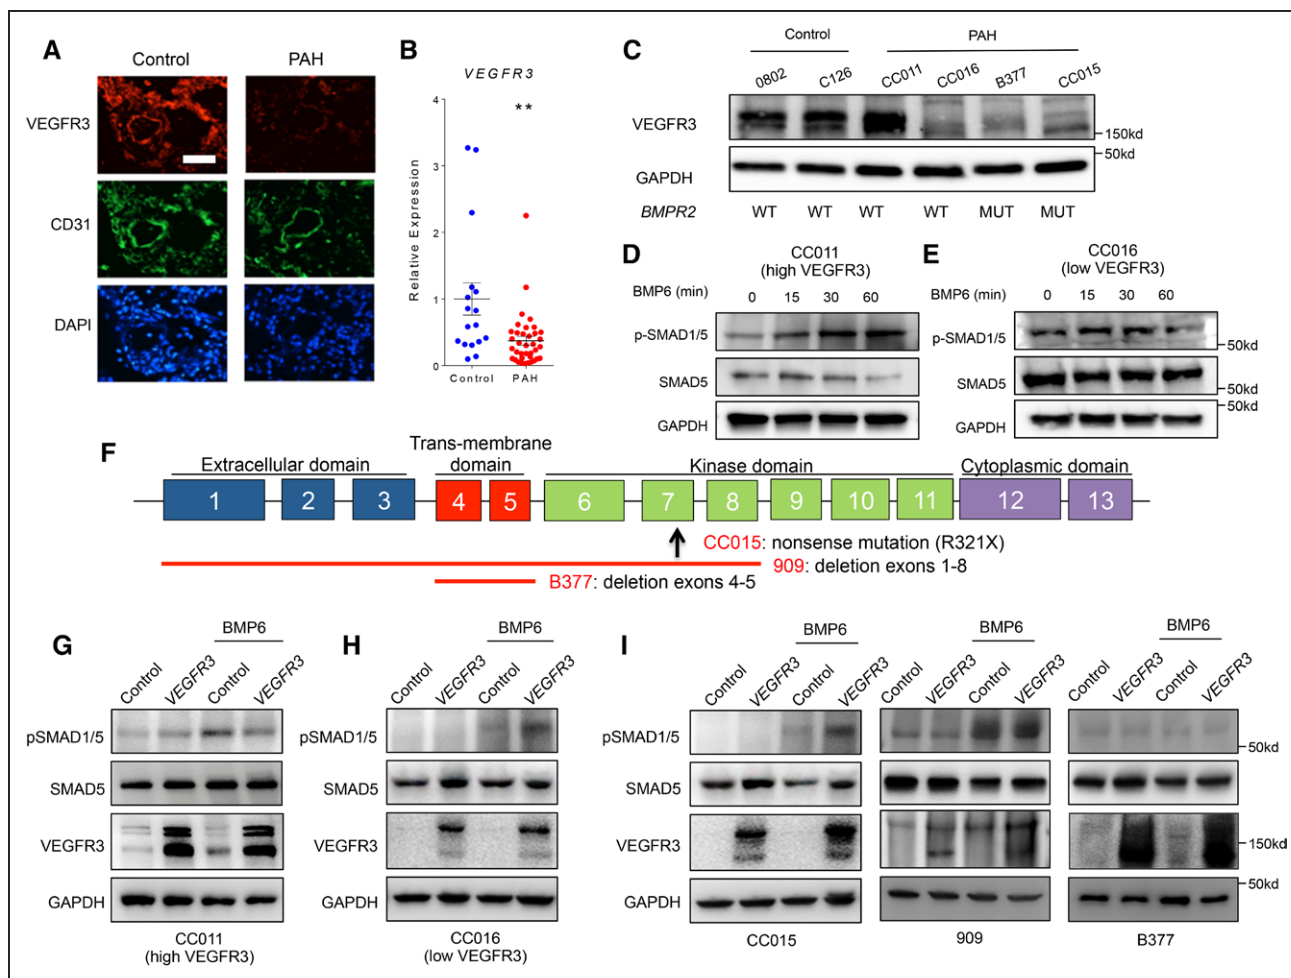 A
Control
PAH
VEGFR3
CD31
DAPI
B
VEGFR3
**
4
3
2
1
0
Relative Expression
Control
PAH
C
Control
PAH
0802
C126
CC011
CC016
B377
CC015
VEGFR3
150kd
50kd
GAPDH
BMPR2
WT
WT
WT
WT
MUT
MUT
D
CC011
(high VEGFR3)
BMP6 (min)
0
15
30
60
p-SMAD1/5
SMAD5
GAPDH
E
CC016
(low VEGFR3)
BMP6 (min)
0
15
30
60
p-SMAD1/5
50kd
SMAD5
50kd
50kd
GAPDH
F
Extracellular domain
Trans-membrane
domain
Kinase domain
Cytoplasmic domain
1
2
3
4
5
6
7
8
9
10
11
12
13
CC015: nonsense mutation (R321X)
909: deletion exons 1-8
B377: deletion exons 4-5
G
BMP6
Control
VEGFR3
Control
VEGFR3
pSMAD1/5
SMAD5
VEGFR3
GAPDH
CC011
(high VEGFR3)
H
BMP6
Control
VEGFR3
Control
VEGFR3
pSMAD1/5
SMAD5
VEGFR3
GAPDH
CC016
(low VEGFR3)
I
BMP6
BMP6
BMP6
Control
VEGFR3
Control
VEGFR3
Control
VEGFR3
Control
VEGFR3
Control
VEGFR3
Control
VEGFR3
pSMAD1/5
50kd
SMAD5
VEGFR3
150kd
50kd
GAPDH
CC015
909
B377